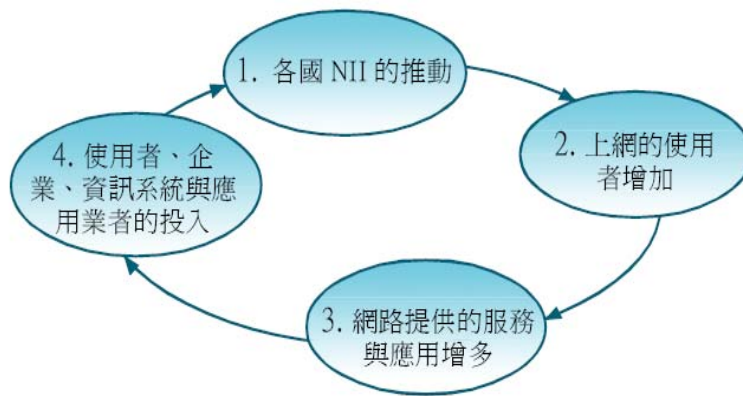 1. 各國 NII 的推動
2. 上網的使用
者增加
3. 網路提供的服務
與應用增多
4. 使用者、企
業、資訊系統與應
用業者的投入